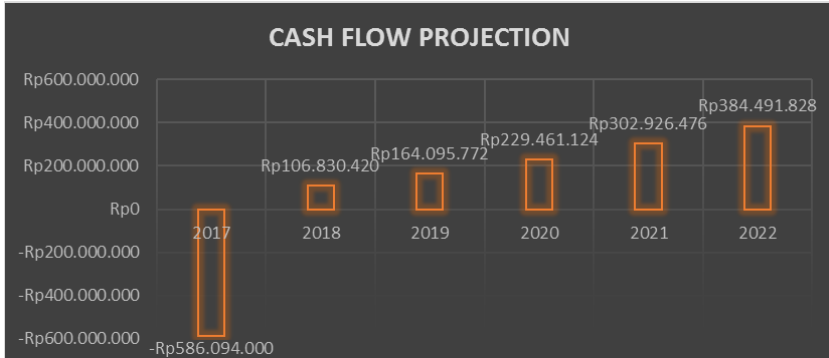 CASH FLOW PROJECTION
Rp600.000.000
Rp400.000.000
Rp200.000.000
Rp0
-Rp200.000.000
-Rp400.000.000
-Rp600.000.000
-Rp586.094.000
Rp106.830.420
Rp164.095.772
Rp229.461.124
Rp302.926.476
Rp384.491.828
2017 2018 2019 2020 2021 2022